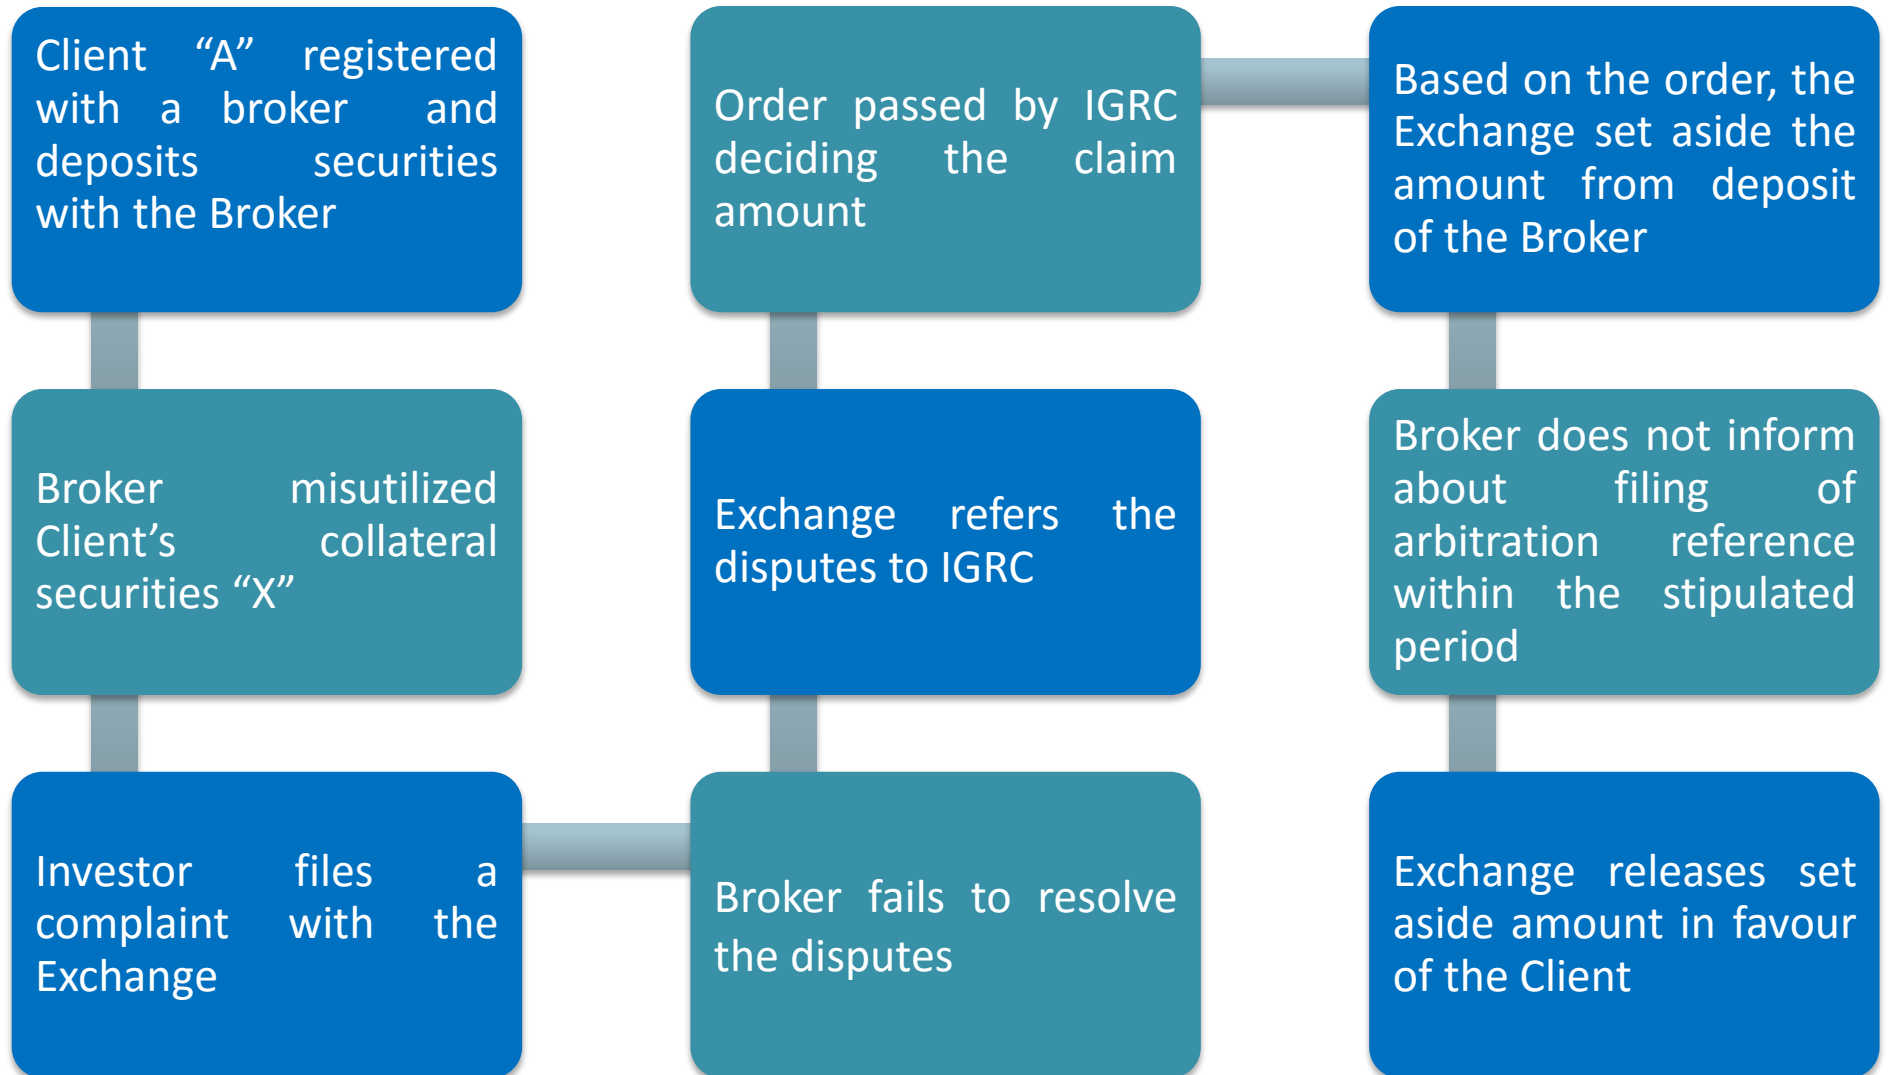 Client “A” registered
with a broker and
deposits securities
with the Broker
Broker misutilized
Client’s collateral
securities “X”
Investor files a
complaint with the
Exchange
Broker fails to resolve
the disputes
Exchange refers the
disputes to IGRC
Order passed by IGRC
deciding the claim
amount
Based on the order, the
Exchange set aside the
amount from deposit
of the Broker
Broker does not inform
about filing of
arbitration reference
within the stipulated
period
Exchange releases set
aside amount in favour
of the Client